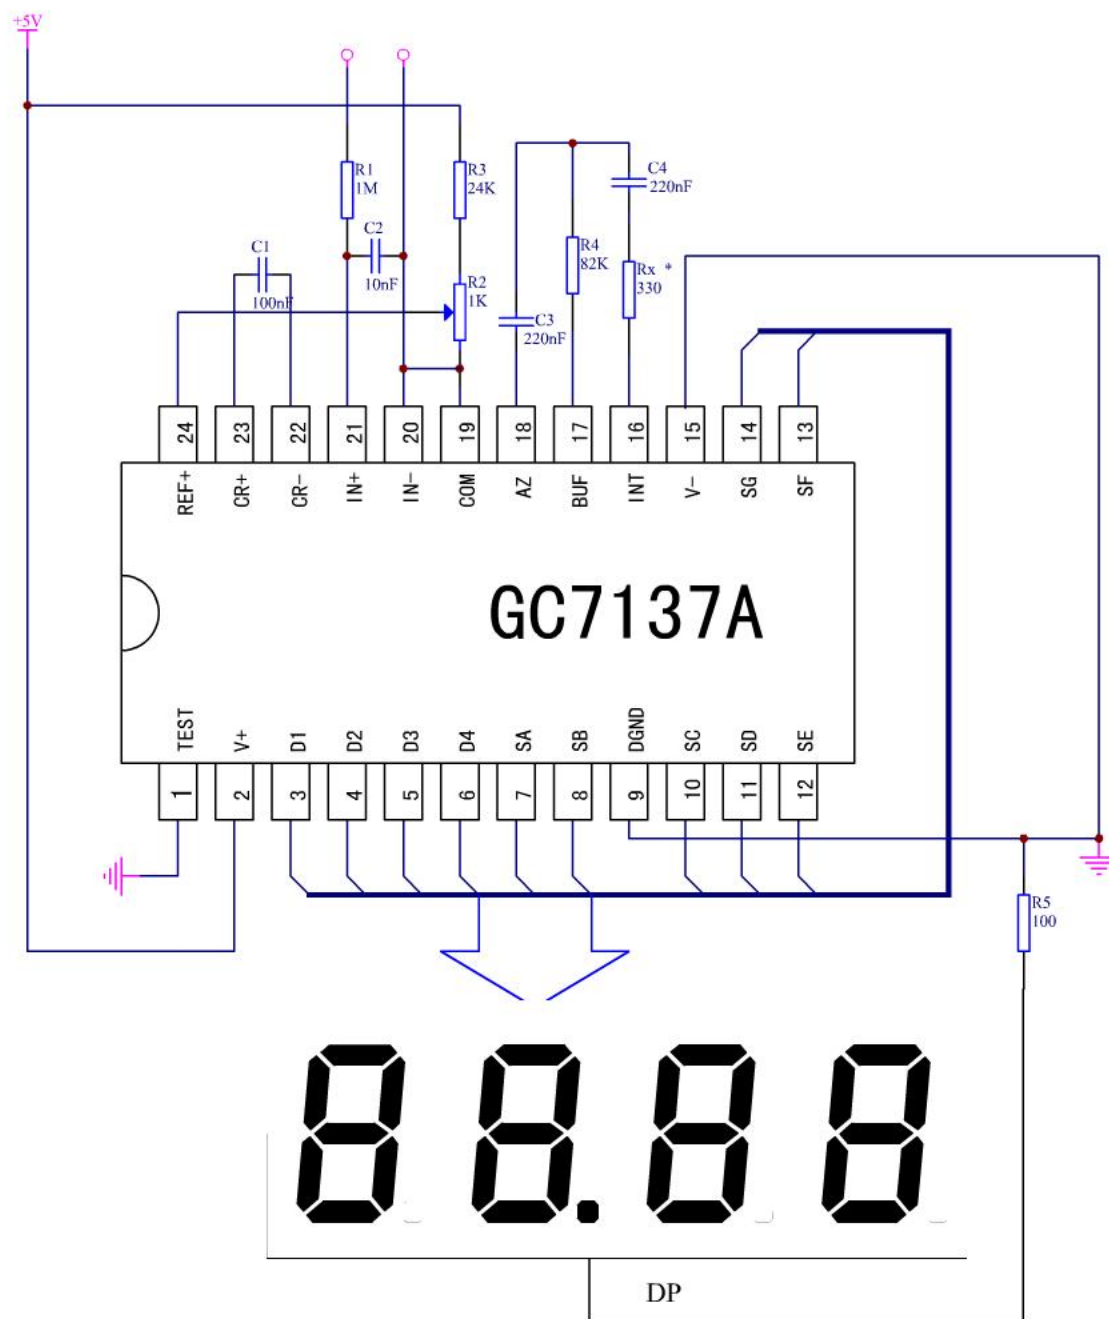 +5V
R1
1M
R3
24K
C4
220nF
C1
100nF
C2
10nF
R2
1K
R4
82K
Rx *
330
C3
220nF
24 23 22 21 20 19 18 17 16 15 14 13
REF+ CR+ CR- IN+ IN- COM AZ BUF INT V- SG SF
GC7137A
TEST V+ D1 D2 D3 D4 SA SB DGND SC SD SE
1 2 3 4 5 6 7 8 9 10 11 12
R5
100
88.88
DP